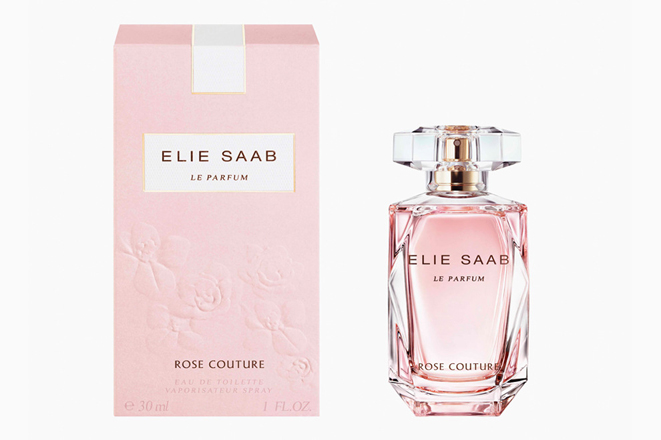 ELIE SAAB
LE PARFUM
ROSE COUTURE
EAU DE TOILETTE
VAPORISATEUR SPRAY
℮ 30 ml 1 FL.OZ.
ELIE SAAB
LE PARFUM
ROSE COUTURE